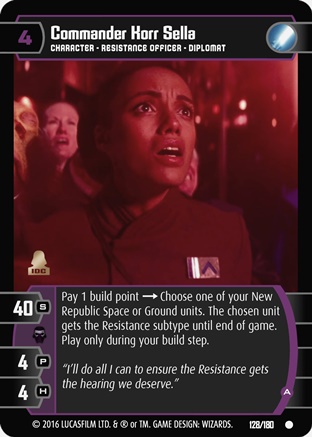 4
Commander Korr Sella
CHARACTER • RESISTANCE OFFICER • DIPLOMAT
IDC
40 S
4 P
4 H
Pay 1 build point → Choose one of your New
Republic Space or Ground units. The chosen unit
gets the Resistance subtype until end of game.
Play only during your build step.
“I'll do all I can to ensure the Resistance gets
the hearing we deserve.”
A
© 2016 LUCASFILM LTD. & ® or TM. GAME DESIGN: WIZARDS.
128/180